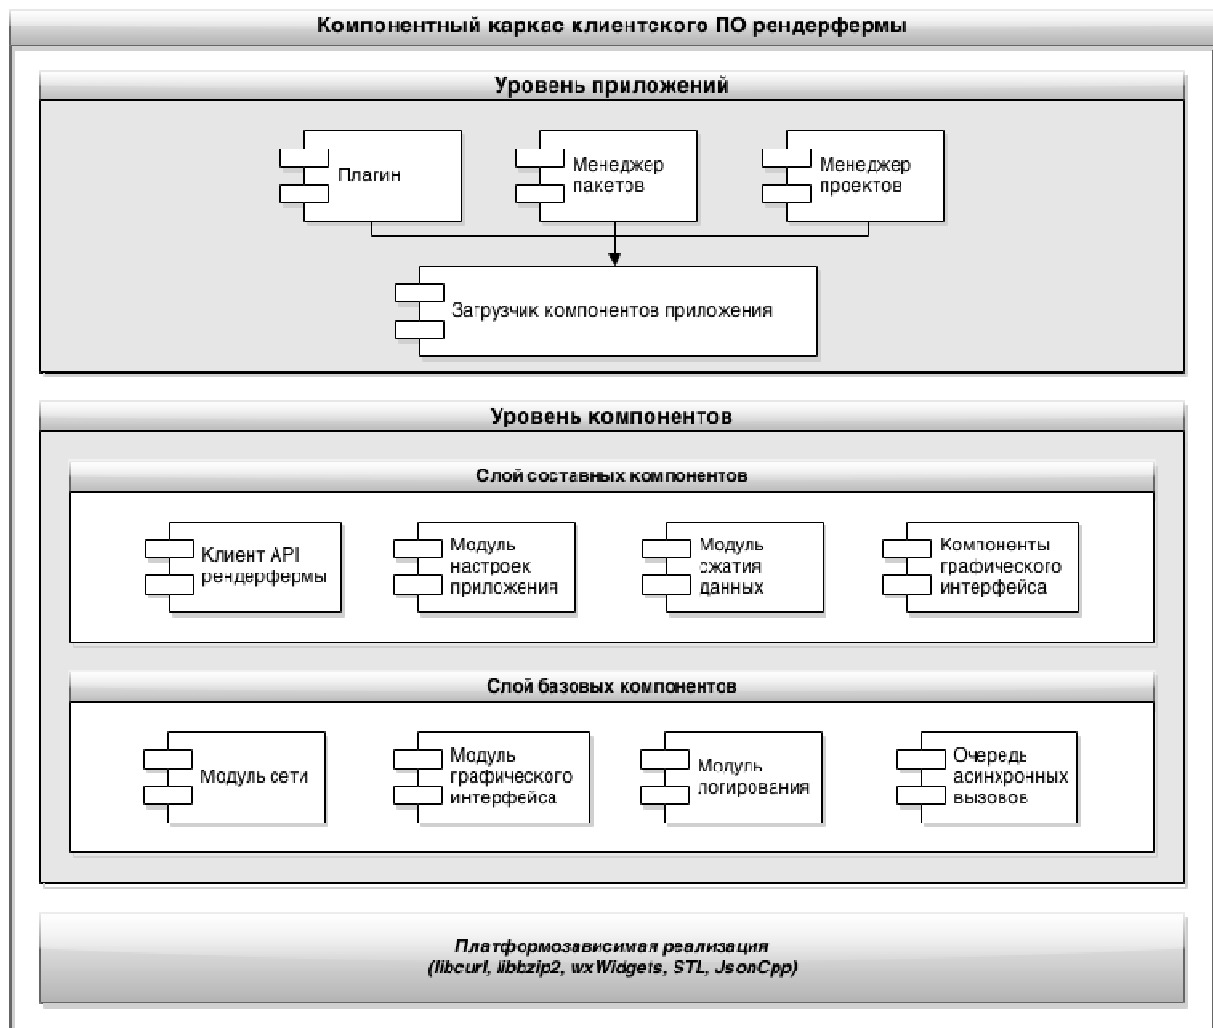 Компонентный каркас клиентского ПО рендерфермы
Уровень приложений
Плагин
Менеджер
пакетов
Менеджер
проектов
Загрузчик компонентов приложения
Уровень компонентов
Слой составных компонентов
Клиент API
рендерфермы
Модуль
настроек
приложения
Модуль
сжатия
данных
Компоненты
графического
интерфейса
Слой базовых компонентов
Модуль сети
Модуль
графического
интерфейса
Модуль
логирования
Очередь
асинхронных
вызовов
Платформозависимая реализация
(libcurl, libbzip2, wxWidgets, STL, JsonCpp)